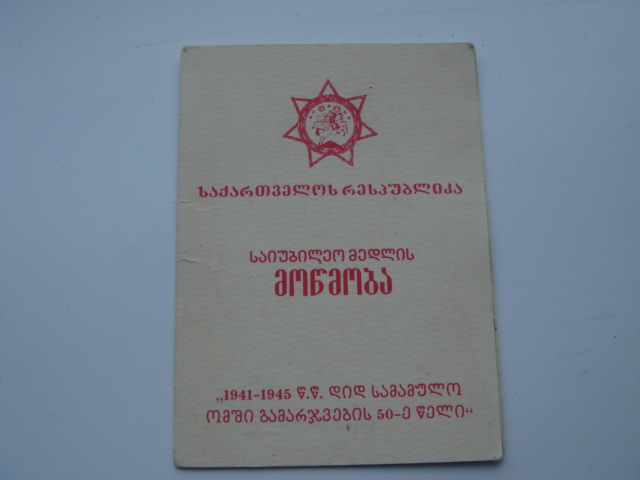 საქართველოს რესპუბლიკა
საიუბილეო მედლის
მოწმობა
„1941-1945 წ.წ. დიდ სამამულო
ომში გამარჯვების 50-ე წელი“